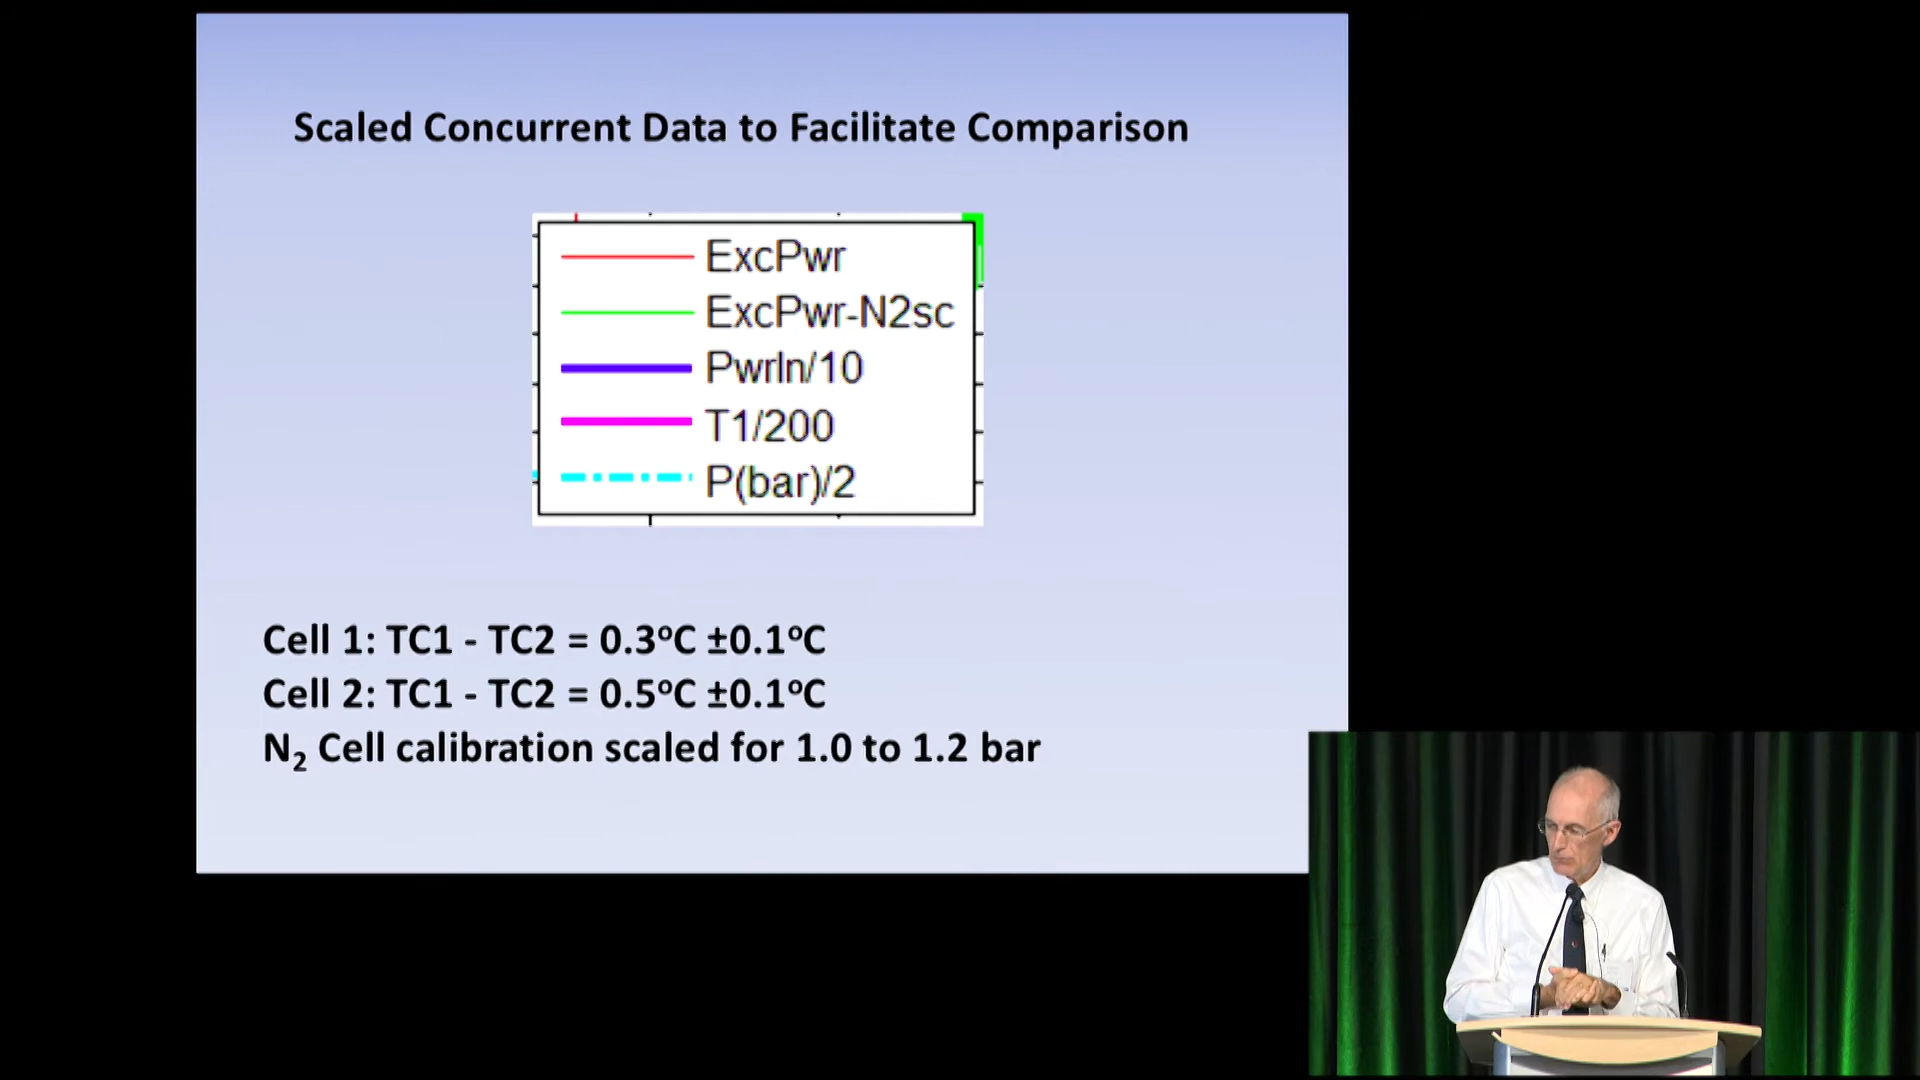 Scaled Concurrent Data to Facilitate Comparison
ExcPwr
ExcPwr-N2sc
PwrIn/10
T1/200
P(bar)/2
Cell 1: TC1 - TC2 = 0.3°C ±0.1°C
Cell 2: TC1 - TC2 = 0.5°C ±0.1°C
N₂ Cell calibration scaled for 1.0 to 1.2 bar